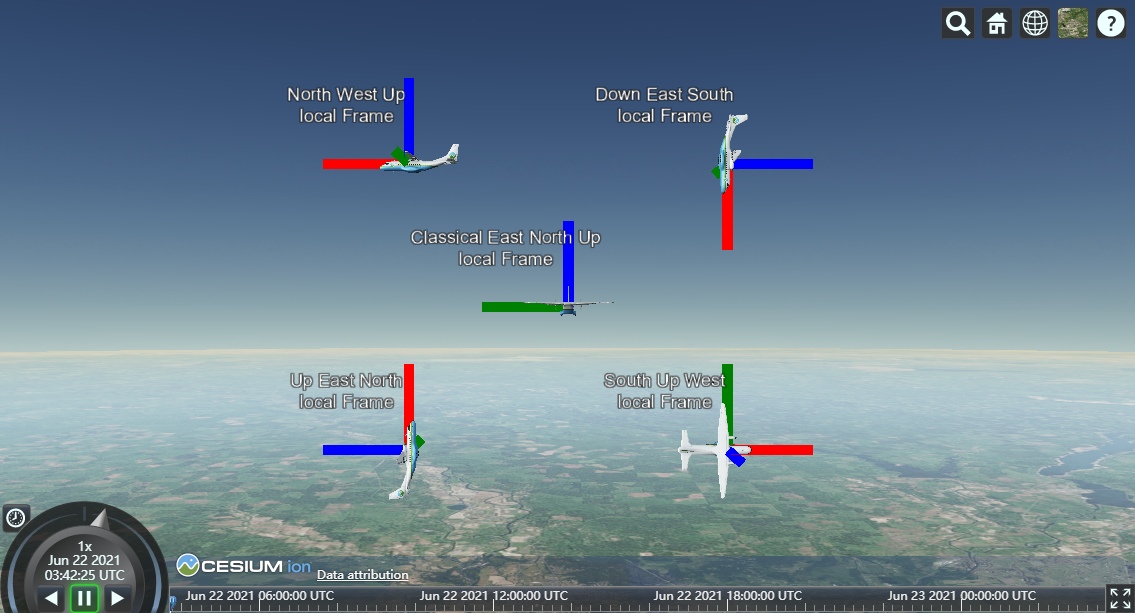 ?
North West Up
local Frame
Down East South
local Frame
Classical East North Up
local Frame
Up East North
local Frame
South Up West
local Frame
1x
Jun 22 2021
03:42:25 UTC
CESIUM ion
Data attribution
Jun 22 2021 06:00:00 UTC
Jun 22 2021 12:00:00 UTC
Jun 22 2021 18:00:00 UTC
Jun 23 2021 00:00:00 UTC